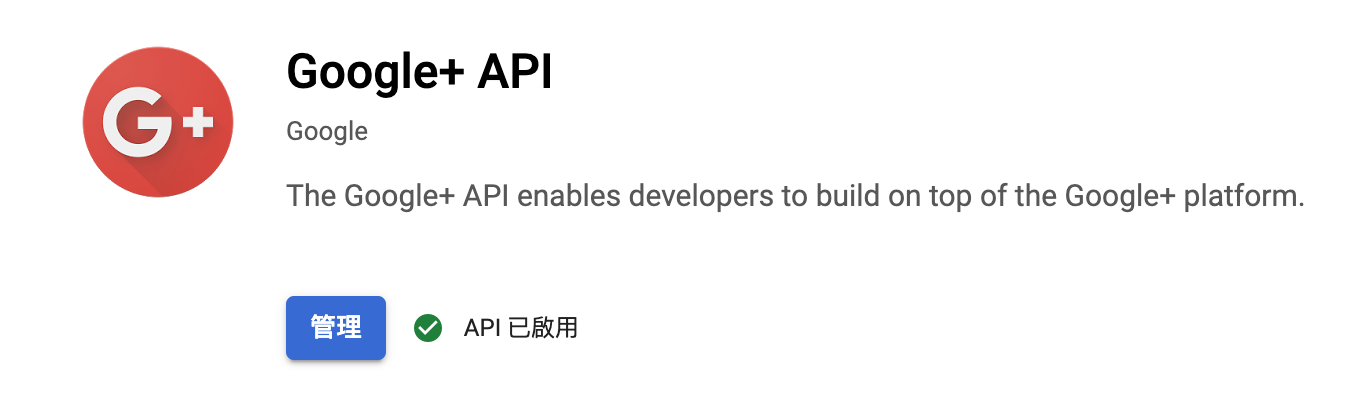 G+
Google+ API
Google
The Google+ API enables developers to build on top of the Google+ platform.
管理 API 已啟用